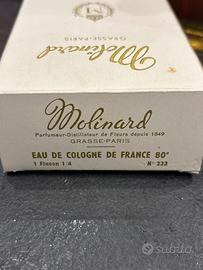 Molinard
GRASSE-PARIS
M
Molinard
Parfumeur-Distillateur de Fleurs depuis 1849
GRASSE-PARIS
EAU DE COLOGNE DE FRANCE 80°
1 Flacon 1/4 N° 222
subito